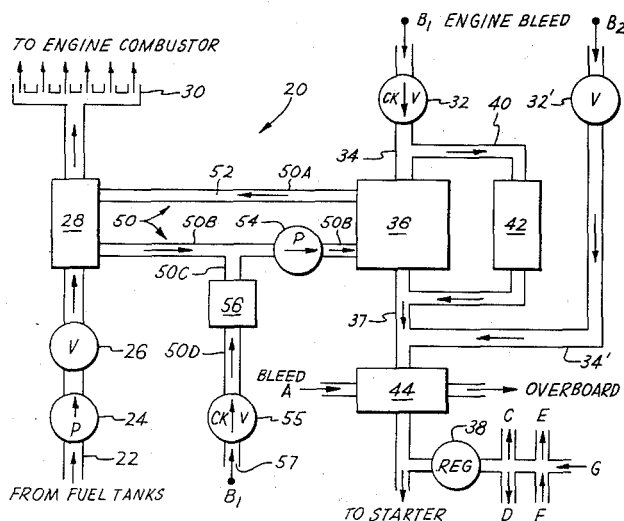 B₁ ENGINE BLEED
B₂
TO ENGINE COMBUSTOR
30
20
CK V
32
V
32'
34
40
52
50A
28
50
50B
54
P
50B
36
42
50C
56
37
50D
V
26
34'
BLEED
A
44
OVERBOARD
P
24
CK V
55
38
C
E
REG
G
22
57
B₁
D
F
FROM FUEL TANKS
TO STARTER